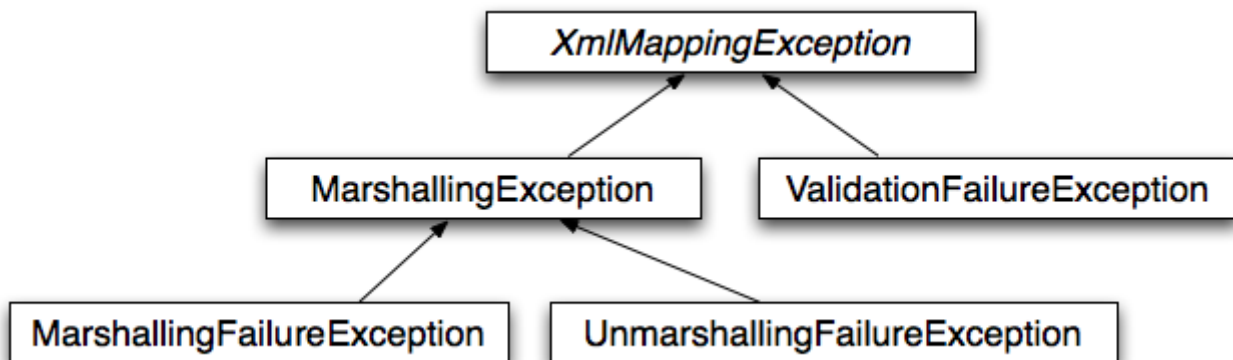 XmlMappingException
MarshallingException
ValidationFailureException
MarshallingFailureException
UnmarshallingFailureException